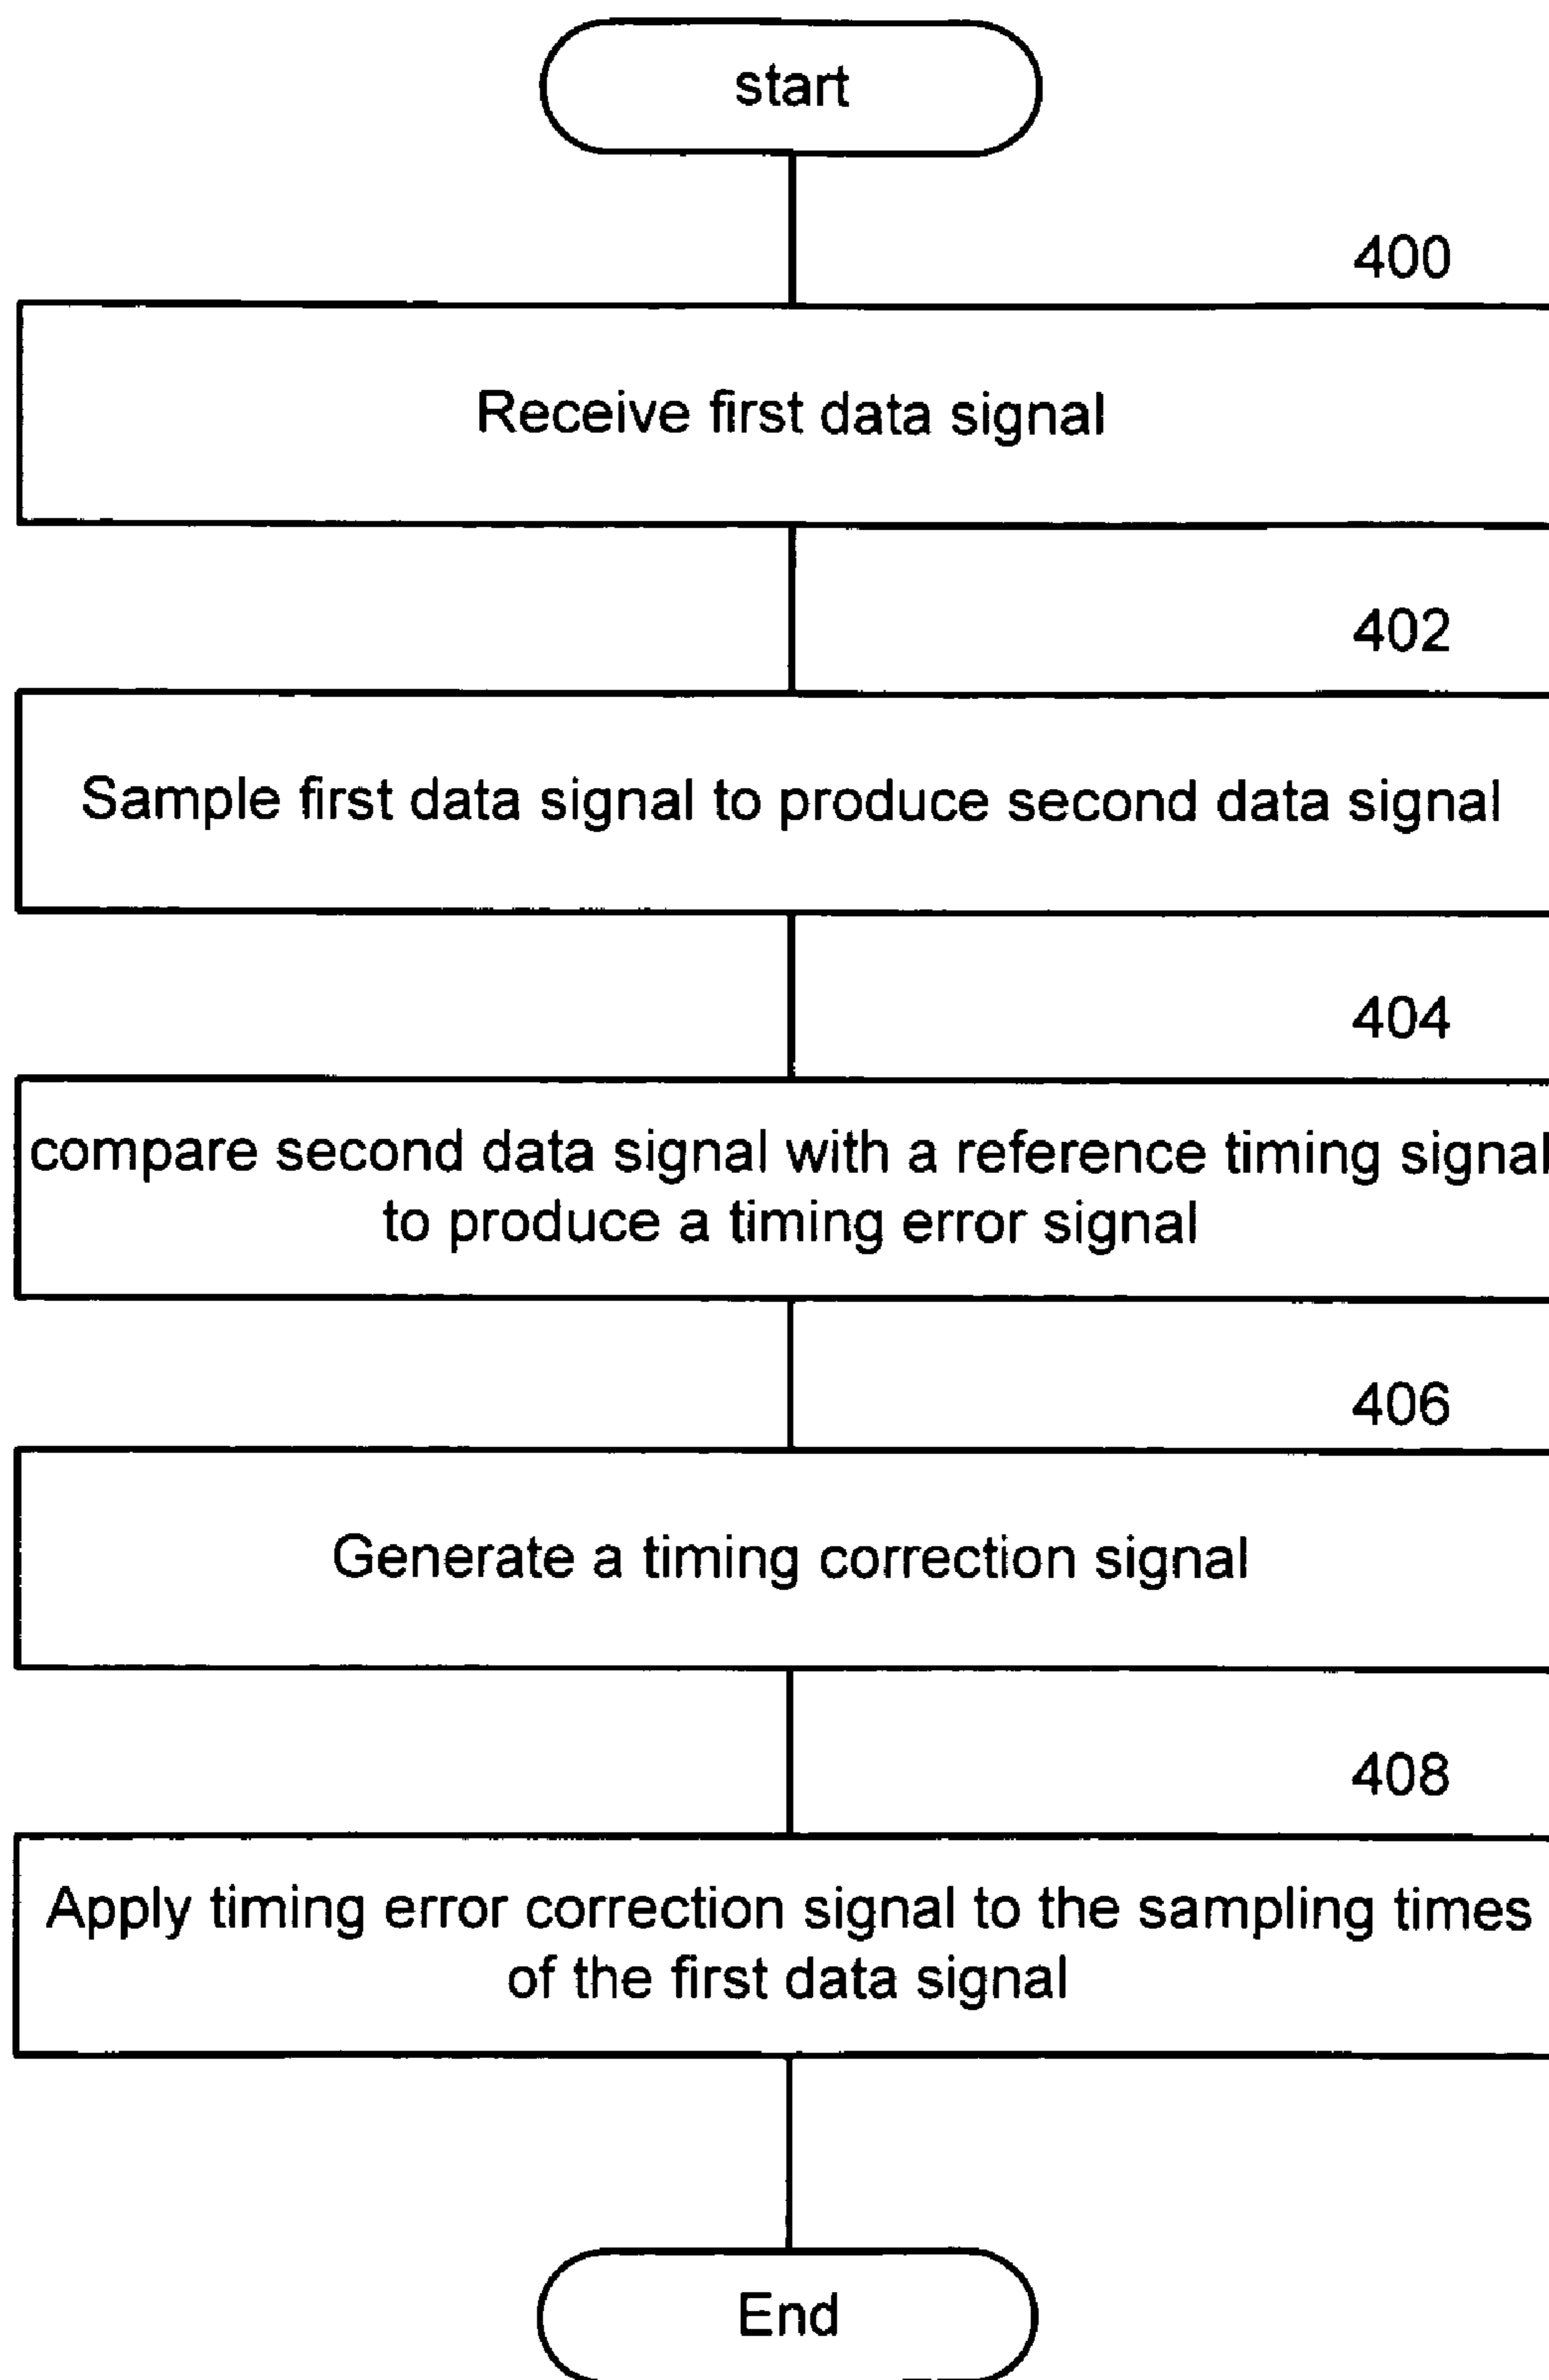 start
400
Receive first data signal
402
Sample first data signal to produce second data signal
404
compare second data signal with a reference timing signal
to produce a timing error signal
406
Generate a timing correction signal
408
Apply timing error correction signal to the sampling times
of the first data signal
End